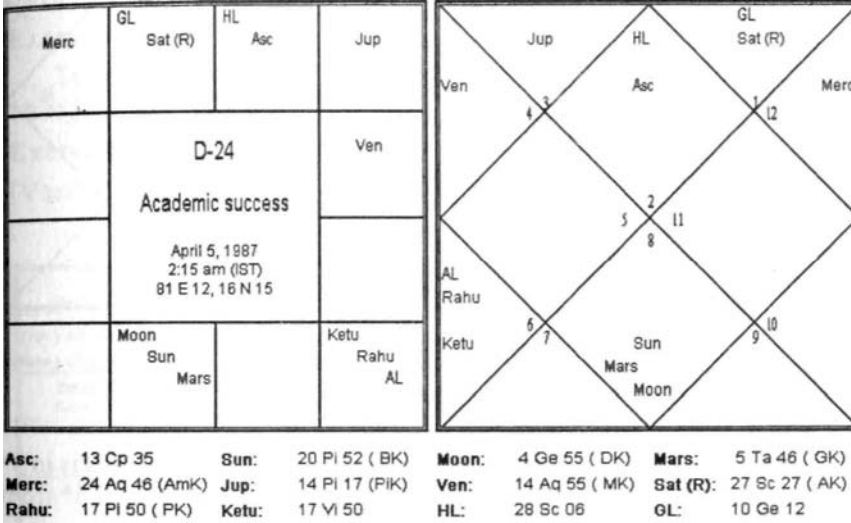 GL
Merc
Sat (R)
HL
Asc
Jup
D-24
Ven
Academic success
April 5, 1987
2:15 am (IST)
81 E 12, 16 N 15
Moon
Sun
Mars
Ketu
Rahu
AL
Jup
HL
GL
Sat (R)
Ven
Asc
Merc
3
4
1
12
2
5
11
8
AL
Rahu
Ketu
6
7
Sun
Mars
Moon
9
10
Asc: 13 Cp 35 Sun: 20 Pi 52 ( BK) Moon: 4 Ge 55 ( DK) Mars: 5 Ta 46 ( GK)
Merc: 24 Aq 46 (AmK) Jup: 14 Pi 17 (PiK) Ven: 14 Aq 55 ( MK) Sat (R): 27 Sc 27 ( AK)
Rahu: 17 Pi 50 ( PK) Ketu: 17 Vi 50 HL: 28 Sc 06 GL: 10 Ge 12